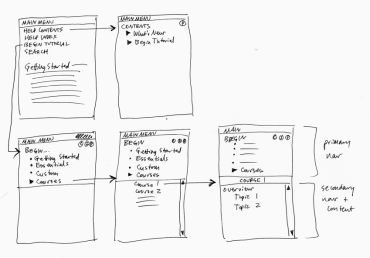 MAIN MENU
HELP CONTENTS
HELP INDEX
BEGIN TUTORIAL
SEARCH
Getting Started
MAIN MENU
CONTENTS
What's New
Begin Tutorial
MAIN MENU
BEGIN...
• Getting Started
• Essentials
• Custom
Courses
MAIN MENU
BEGIN
• Getting Started
• Essentials
• Custom
Courses
Course 1
Course 2
MAIN
BEGIN
Courses
COURSE 1
Overview
Topic 1
Topic 2
primary
nav
secondary
nav +
content